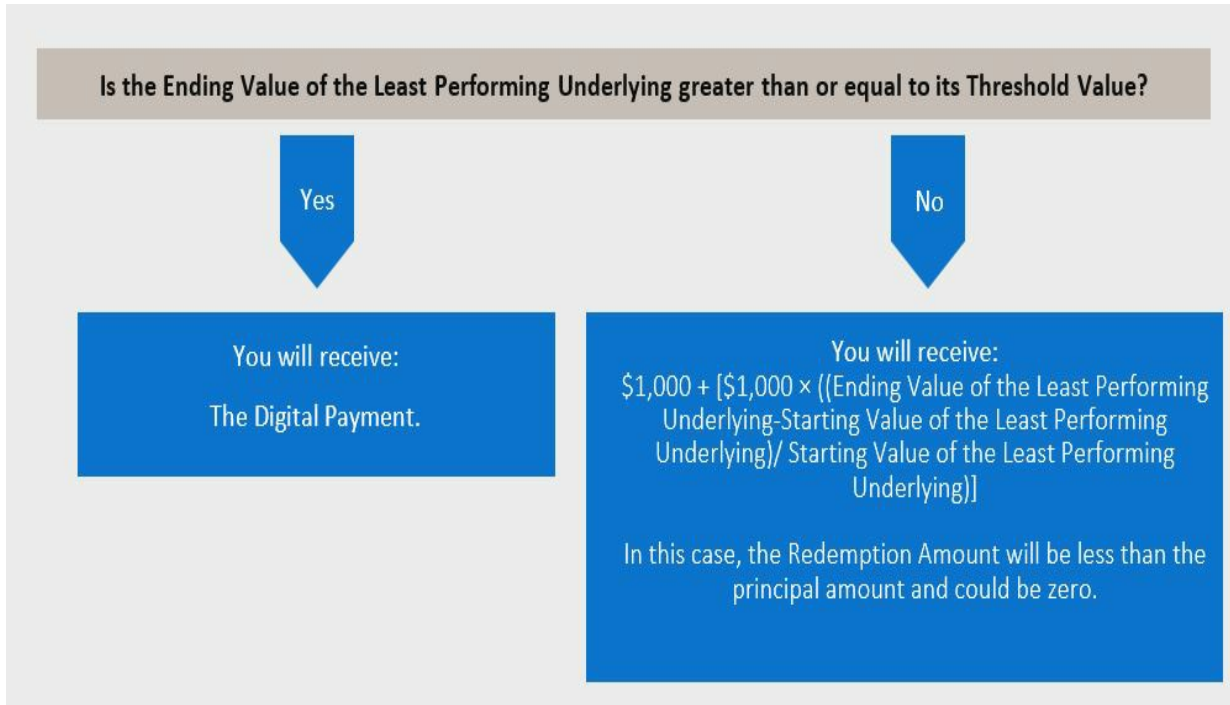 Is the Ending Value of the Least Performing Underlying greater than or equal to its Threshold Value?
Yes
No
You will receive:
The Digital Payment.
You will receive:
$1,000 + [$1,000 × ((Ending Value of the Least Performing
Underlying-Starting Value of the Least Performing
Underlying)/ Starting Value of the Least Performing
Underlying)]
In this case, the Redemption Amount will be less than the
principal amount and could be zero.